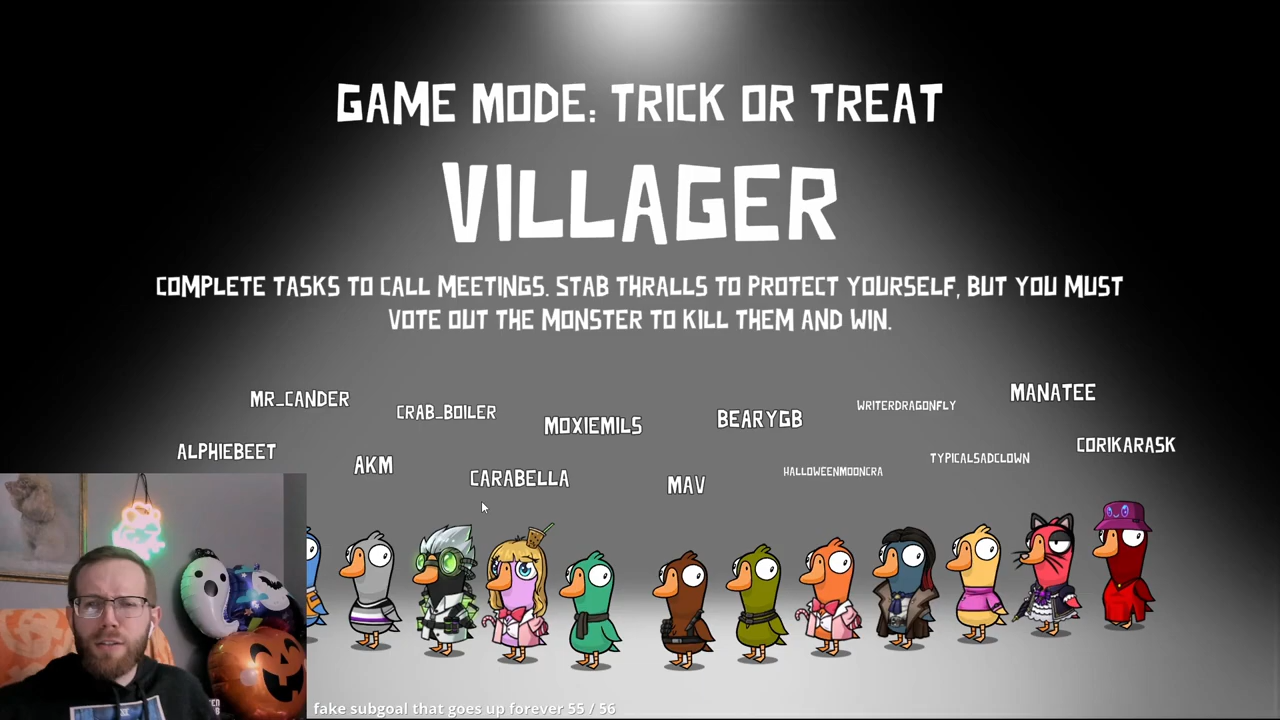 GAME MODE: TRICK OR TREAT
VILLAGER
COMPLETE TASKS TO CALL MEETINGS. STAB THRALLS TO PROTECT YOURSELF, BUT YOU MUST
VOTE OUT THE MONSTER TO KILL THEM AND WIN.
MR_CANDER
CRAB_BOILER
MOXIEMILS
BEARYGB
WRITERDRAGONFLY
MANATEE
ALPHIEBEET
AKM
CARABELLA
MAV
HALLOWEENMOONCRA
TYPICALSADCLOWN
CORIKARASK
fake subgoal that goes up forever 55 / 56